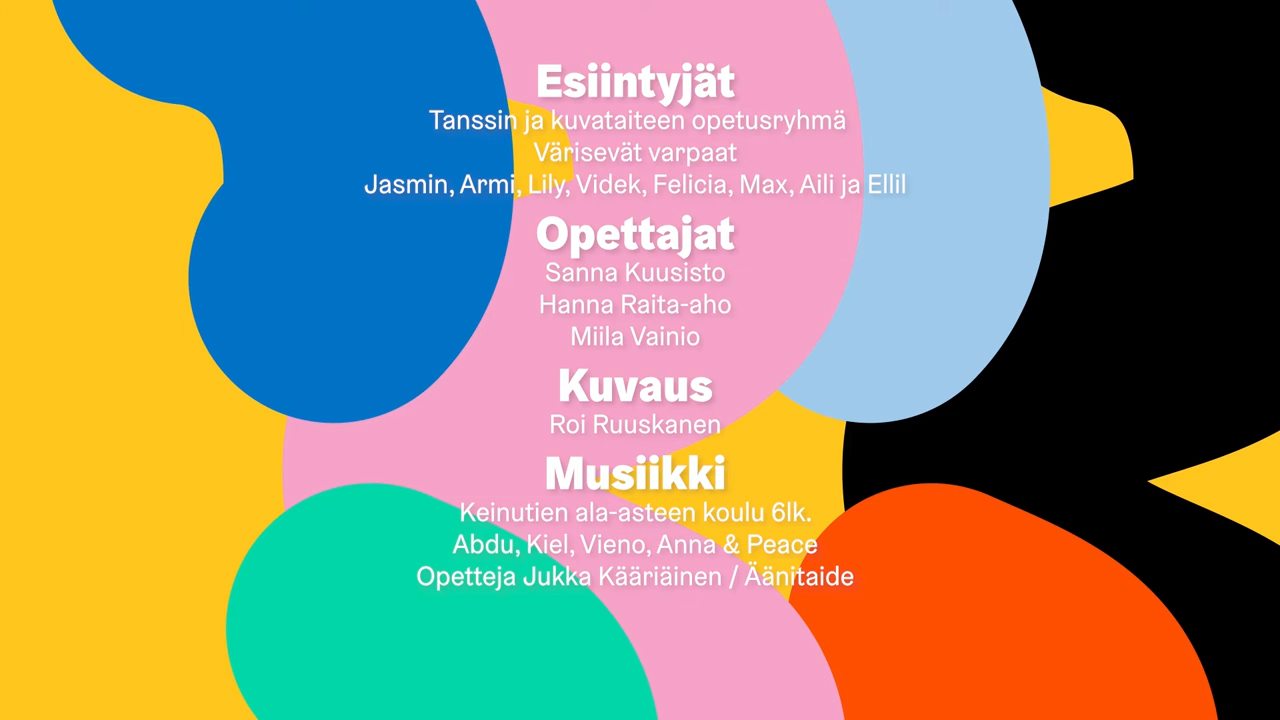 Esiintyjät
Tanssin ja kuvataiteen opetusryhmä
Värisevät varpaat
Jasmin, Armi, Lily, Videk, Felicia, Max, Aili ja Ellil
Opettajat
Sanna Kuusisto
Hanna Raita-aho
Miila Vainio
Kuvaus
Roi Ruuskanen
Musiikki
Keinutien ala-asteen koulu 6lk.
Abdu, Kiel, Vieno, Anna & Peace
Opetteja Jukka Kääriäinen / Äänitaide